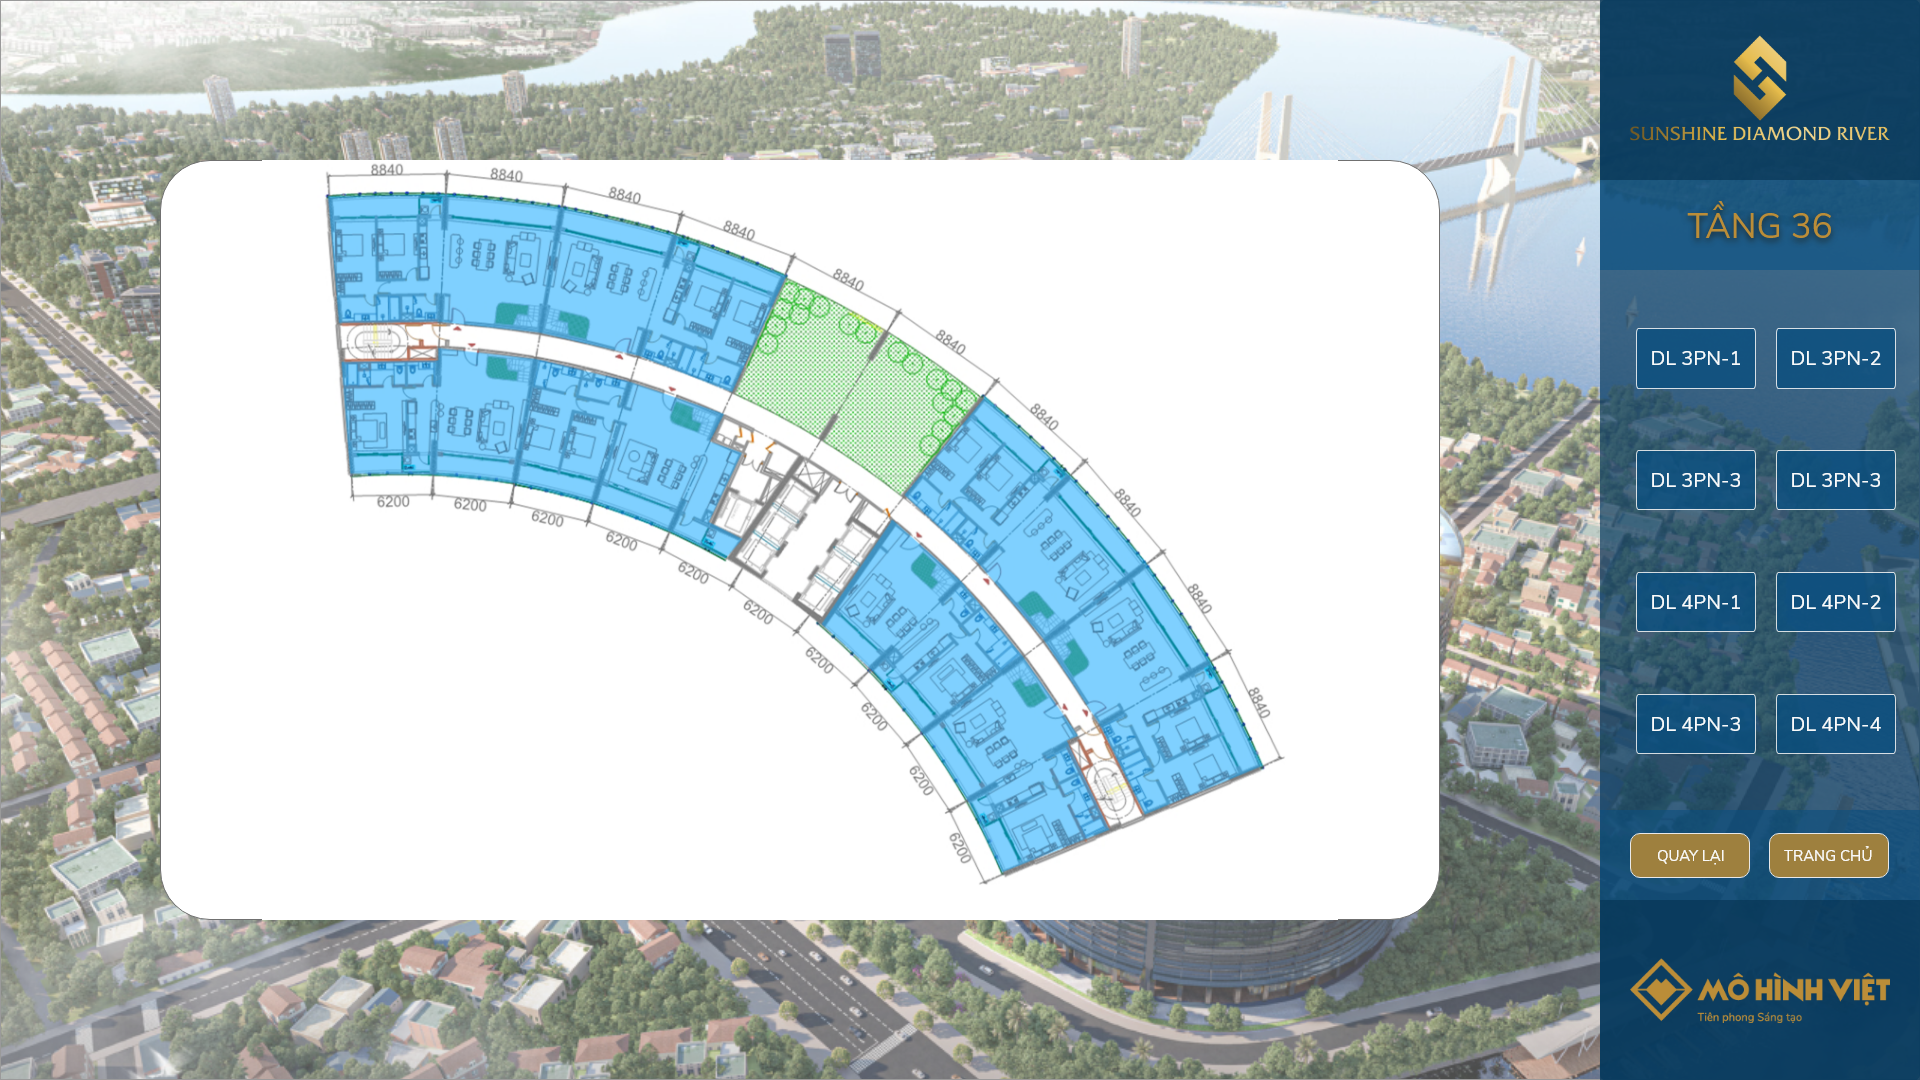 SUNSHINE DIAMOND RIVER
TẦNG 36
DL 3PN-1
DL 3PN-2
DL 3PN-3
DL 3PN-3
DL 4PN-1
DL 4PN-2
DL 4PN-3
DL 4PN-4
QUAY LẠI
TRANG CHỦ
MÔ HÌNH VIỆT
Tiên phong Sáng tạo
8840
8840
8840
8840
8840
8840
8840
8840
8840
8840
6200
6200
6200
6200
6200
6200
6200
6200
6200
6200